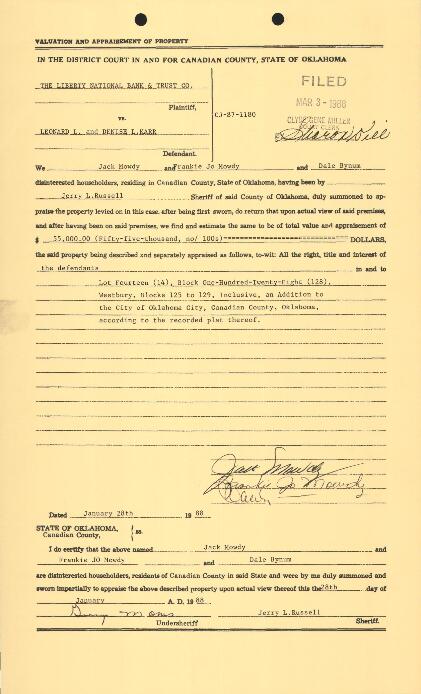 VALUATION AND APPRAISEMENT OF PROPERTY
IN THE DISTRICT COURT IN AND FOR CANADIAN COUNTY, STATE OF OKLAHOMA
THE LIBERTY NATIONAL BANK & TRUST CO.
Plaintiff,
vs.
LEONARD L. and DENISE L. KARR
Defendant.
CJ-87-1180
FILED
MAR 3 - 1988
CLYDE GENE MILLER
COURT CLERK
Sharon Dill
We Jack Mowdy and Frankie Jo Mowdy and Dale Bynum
disinterested householders, residing in Canadian County, State of Oklahoma, having been by
Jerry L.Russell Sheriff of said County of Oklahoma, duly summoned to ap-
praise the property levied on in this case, after being first sworn, do return that upon actual view of said premises,
and after having been on said premises, we find and estimate the same to be of total value and appraisement of
$ 55,000.00 (Fifty-five-thousand, no/ 100s)================================ DOLLARS,
the said property being described and separately appraised as follows, to-wit: All the right, title and interest of
the defendants in and to
Lot Fourteen (14), Block One-Hundred-Twenty-Eight (128),
Westbury, Blocks 125 to 129, inclusive, an Addition to
the City of Oklahoma City, Canadian County, Oklahoma,
according to the recorded plat thereof.
Jack Mowdy
Frankie Jo Mowdy
Dated January 28th 19 88
STATE OF OKLAHOMA,
Canadian County, ss.
I do certify that the above named Jack Mowdy and
Frankie JO Mowdy and Dale Bynum
are disinterested householders, residents of Canadian County in said State and were by me duly summoned and
sworn impartially to appraise the above described property upon actual view thereof this the 28th day of
January A. D. 19 88
Jerry L.Russell
Undersheriff Sheriff.